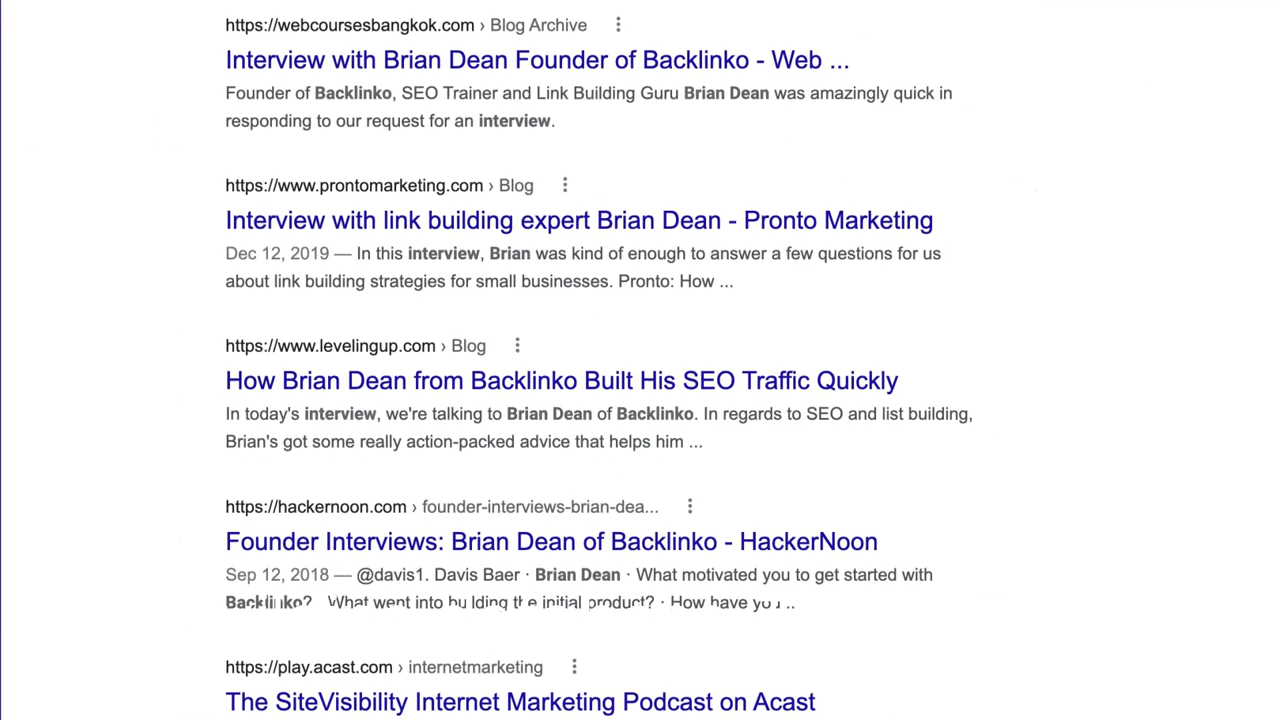 https://webcoursesbangkok.com › Blog Archive
Interview with Brian Dean Founder of Backlinko - Web ...
Founder of Backlinko, SEO Trainer and Link Building Guru Brian Dean was amazingly quick in
responding to our request for an interview.
https://www.prontomarketing.com › Blog
Interview with link building expert Brian Dean - Pronto Marketing
Dec 12, 2019 — In this interview, Brian was kind of enough to answer a few questions for us
about link building strategies for small businesses. Pronto: How ...
https://www.levelingup.com › Blog
How Brian Dean from Backlinko Built His SEO Traffic Quickly
In today's interview, we're talking to Brian Dean of Backlinko. In regards to SEO and list building,
Brian's got some really action-packed advice that helps him ...
https://hackernoon.com › founder-interviews-brian-dea...
Founder Interviews: Brian Dean of Backlinko - HackerNoon
Sep 12, 2018 — @davis1. Davis Baer · Brian Dean · What motivated you to get started with
Backlinko? What went into building the initial product? · How have you ...
https://play.acast.com › internetmarketing
The SiteVisibility Internet Marketing Podcast on Acast